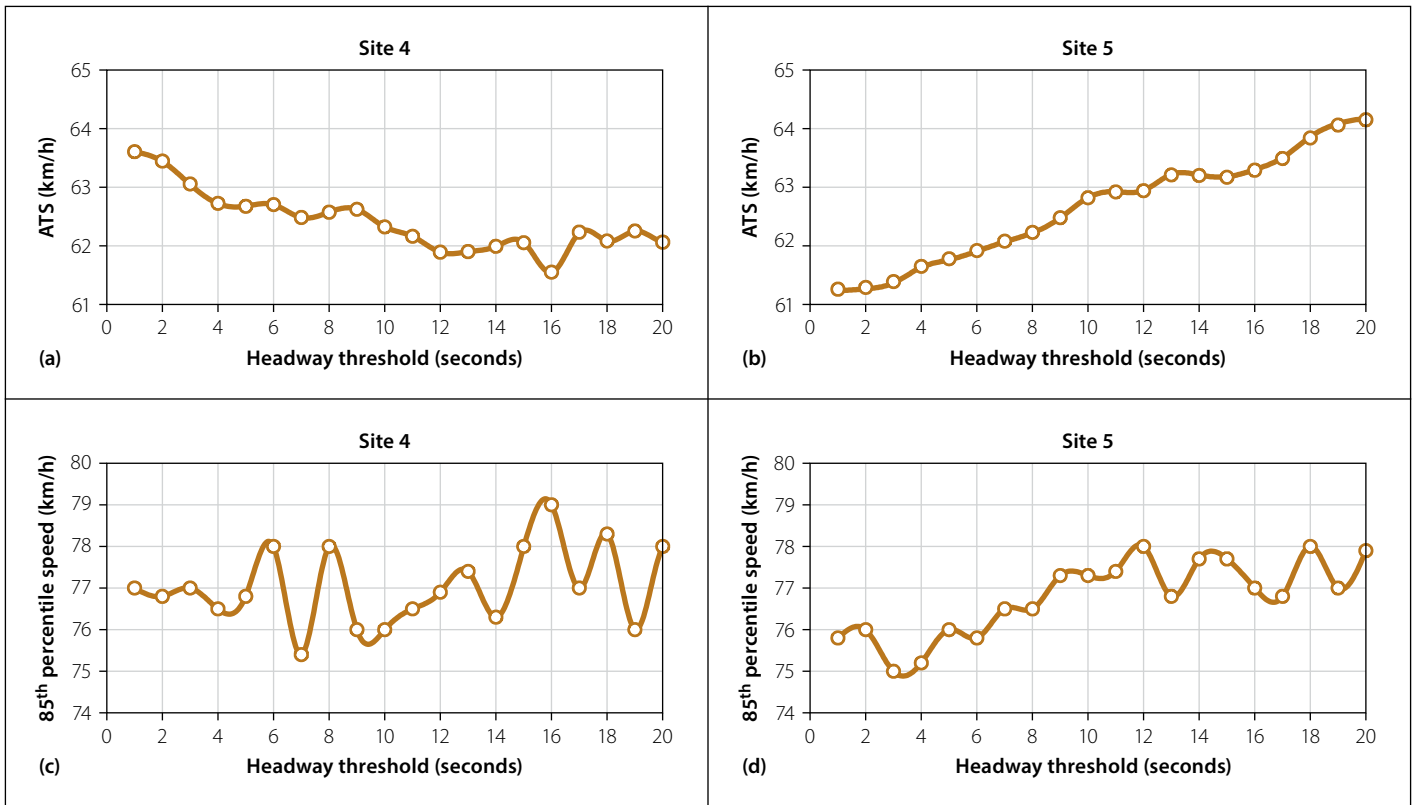 Site 4
65
64
63
62
61
ATS (km/h)
0 2 4 6 8 10 12 14 16 18 20
(a) Headway threshold (seconds)
Site 5
65
64
63
62
61
ATS (km/h)
0 2 4 6 8 10 12 14 16 18 20
(b) Headway threshold (seconds)
Site 4
80
79
78
77
76
75
74
85th percentile speed (km/h)
0 2 4 6 8 10 12 14 16 18 20
(c) Headway threshold (seconds)
Site 5
80
79
78
77
76
75
74
85th percentile speed (km/h)
0 2 4 6 8 10 12 14 16 18 20
(d) Headway threshold (seconds)